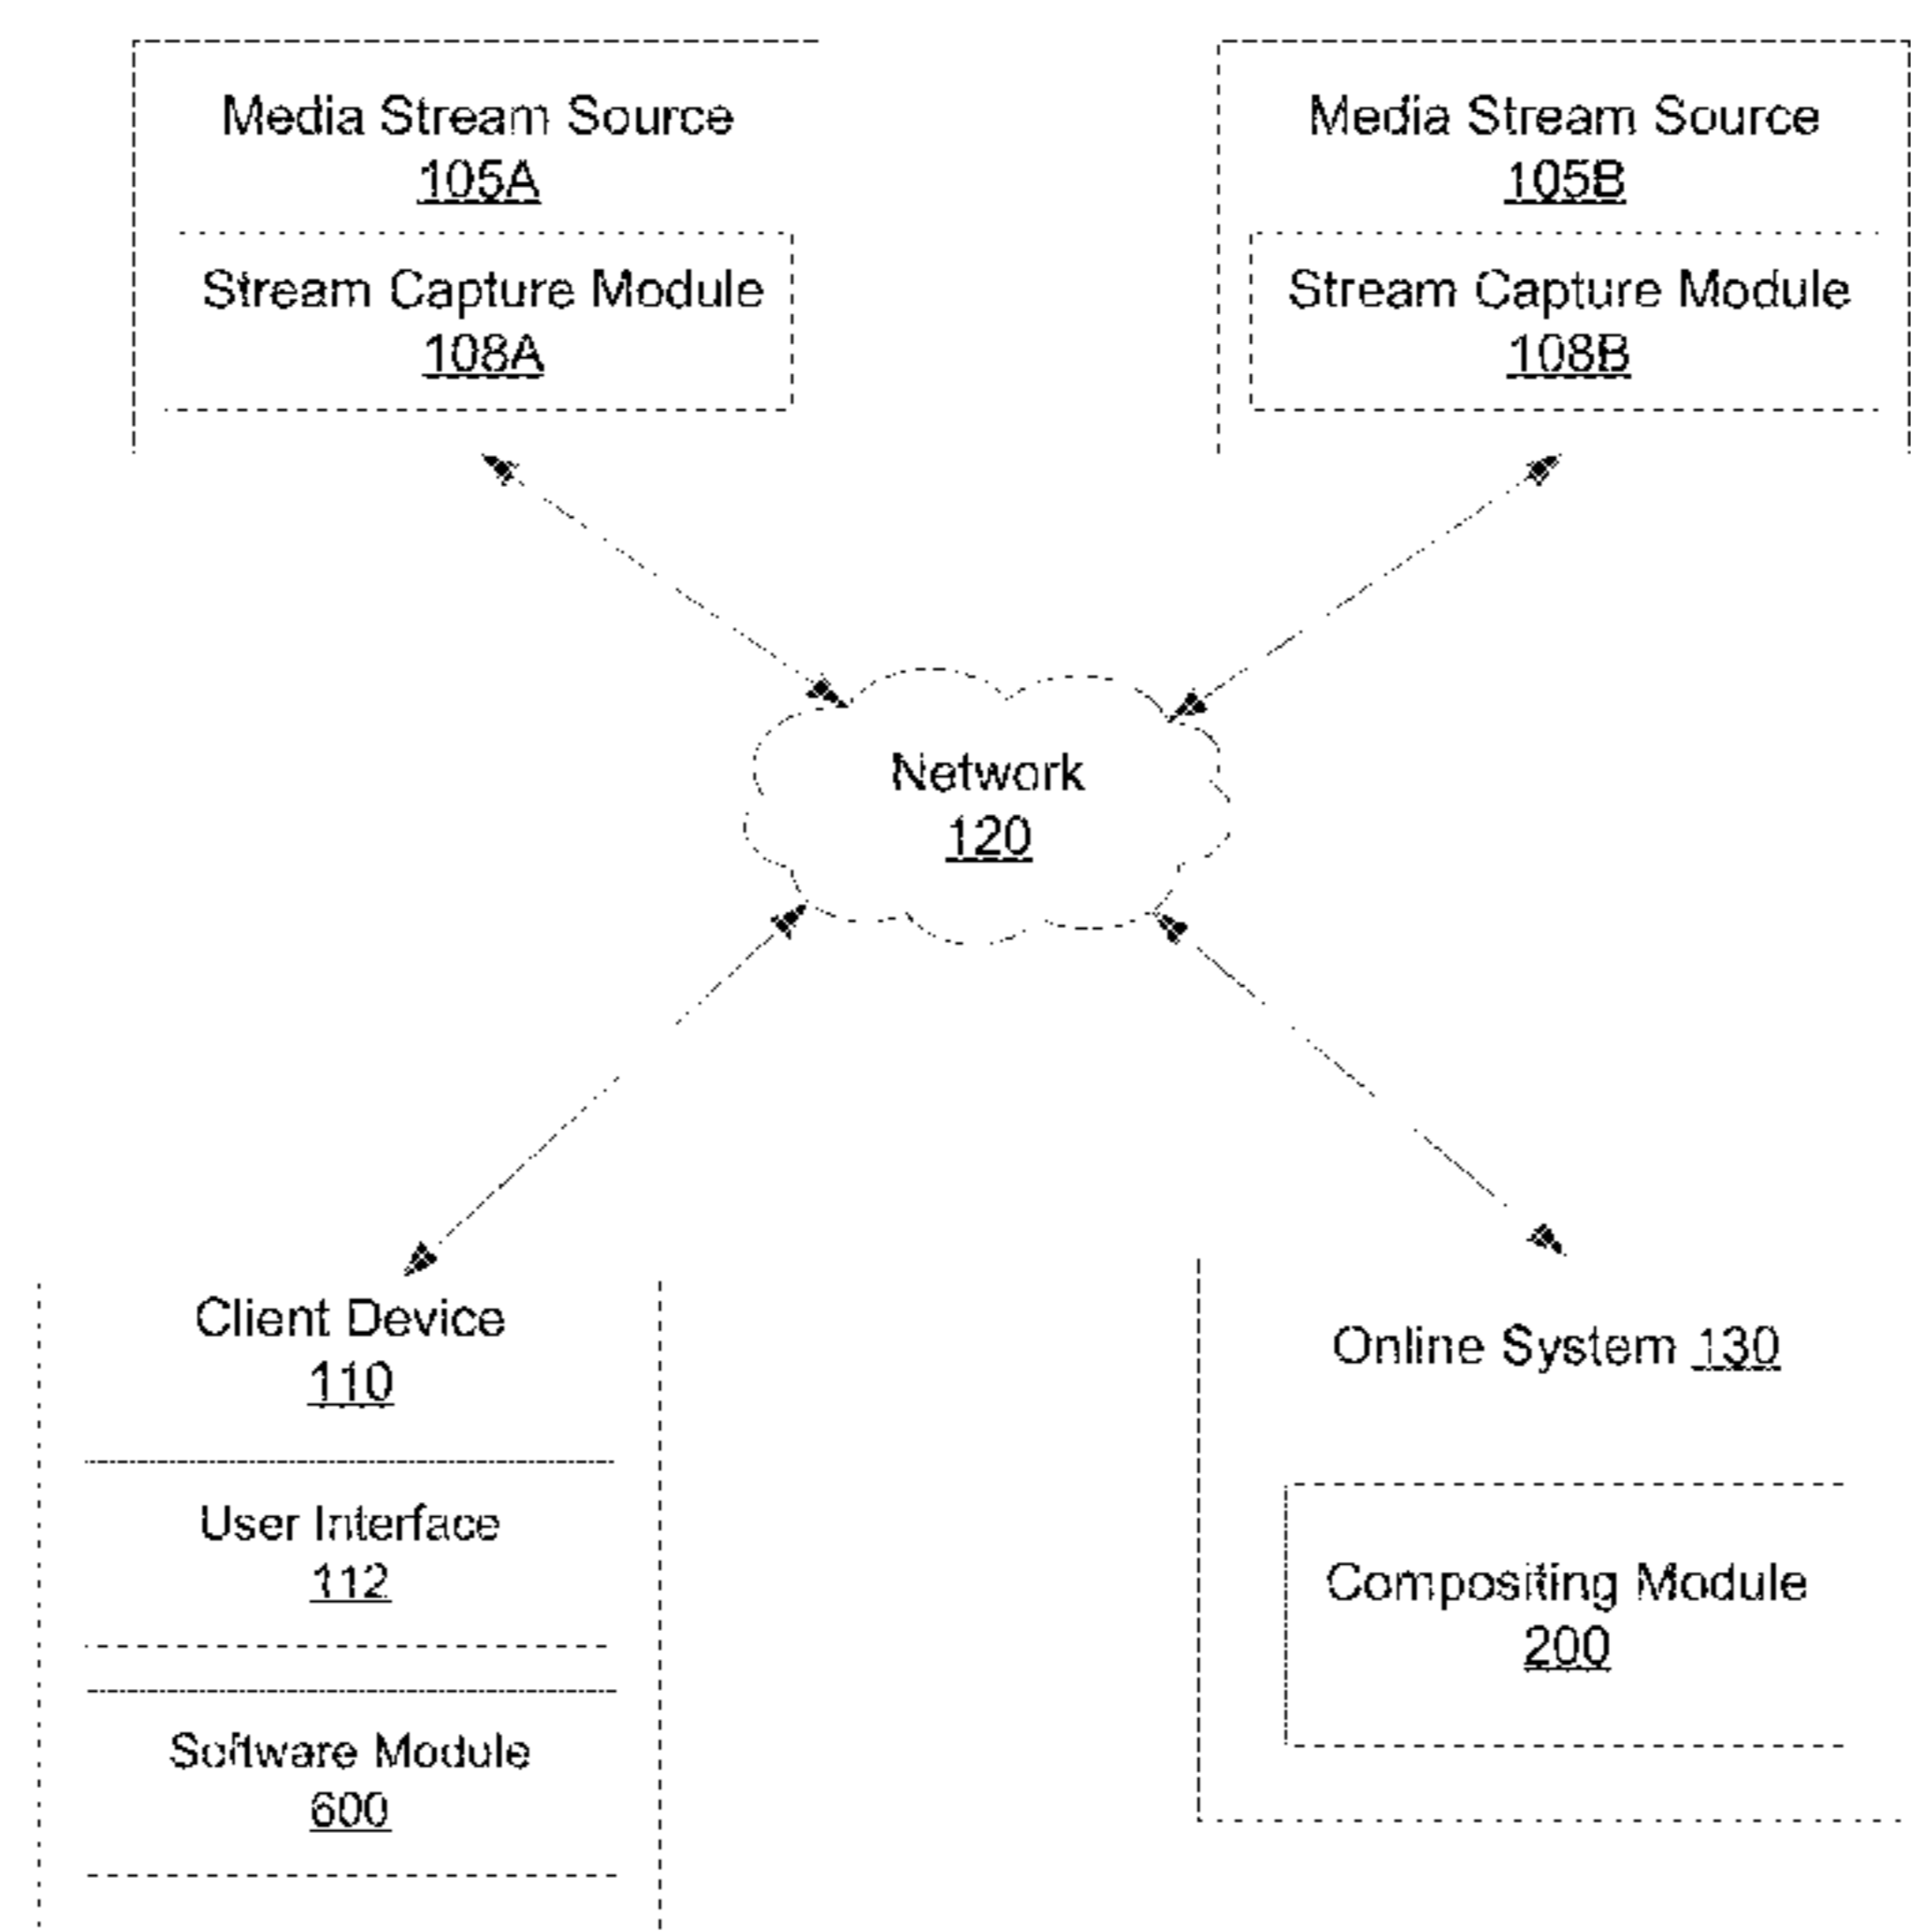 Media Stream Source
105A
Stream Capture Module
108A
Media Stream Source
105B
Stream Capture Module
108B
Network
120
Client Device
110
User Interface
112
Software Module
600
Online System 130
Compositing Module
200